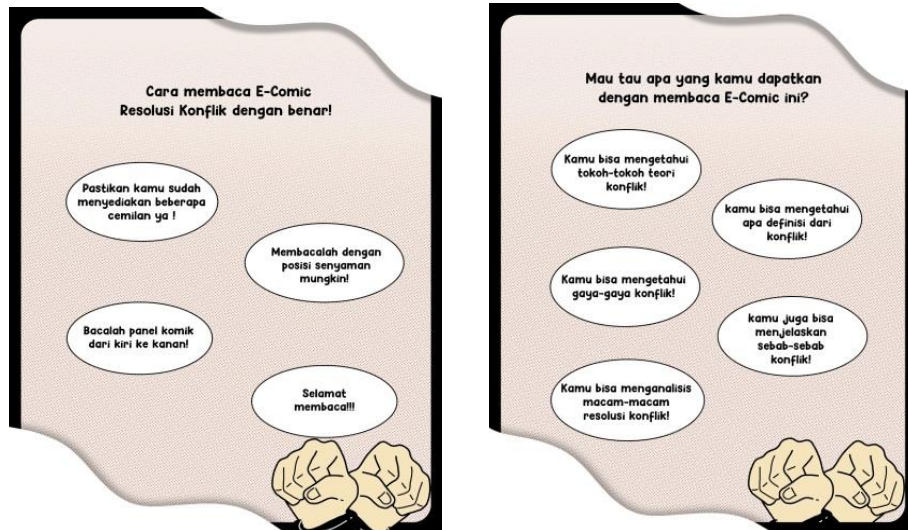 Cara membaca E-Comic
Resolusi Konflik dengan benar!
Pastikan kamu sudah
menyediakan beberapa
cemilan ya !
Membacalah dengan
posisi senyaman
mungkin!
Bacalah panel komik
dari kiri ke kanan!
Selamat
membaca!!!
Mau tau apa yang kamu dapatkan
dengan membaca E-Comic ini?
Kamu bisa mengetahui
tokoh-tokoh teori
konflik!
kamu bisa mengetahui
apa definisi dari
konflik!
Kamu bisa mengetahui
gaya-gaya konflik!
kamu juga bisa
menjelaskan
sebab-sebab
konflik!
Kamu bisa menganalisis
macam-macam
resolusi konflik!